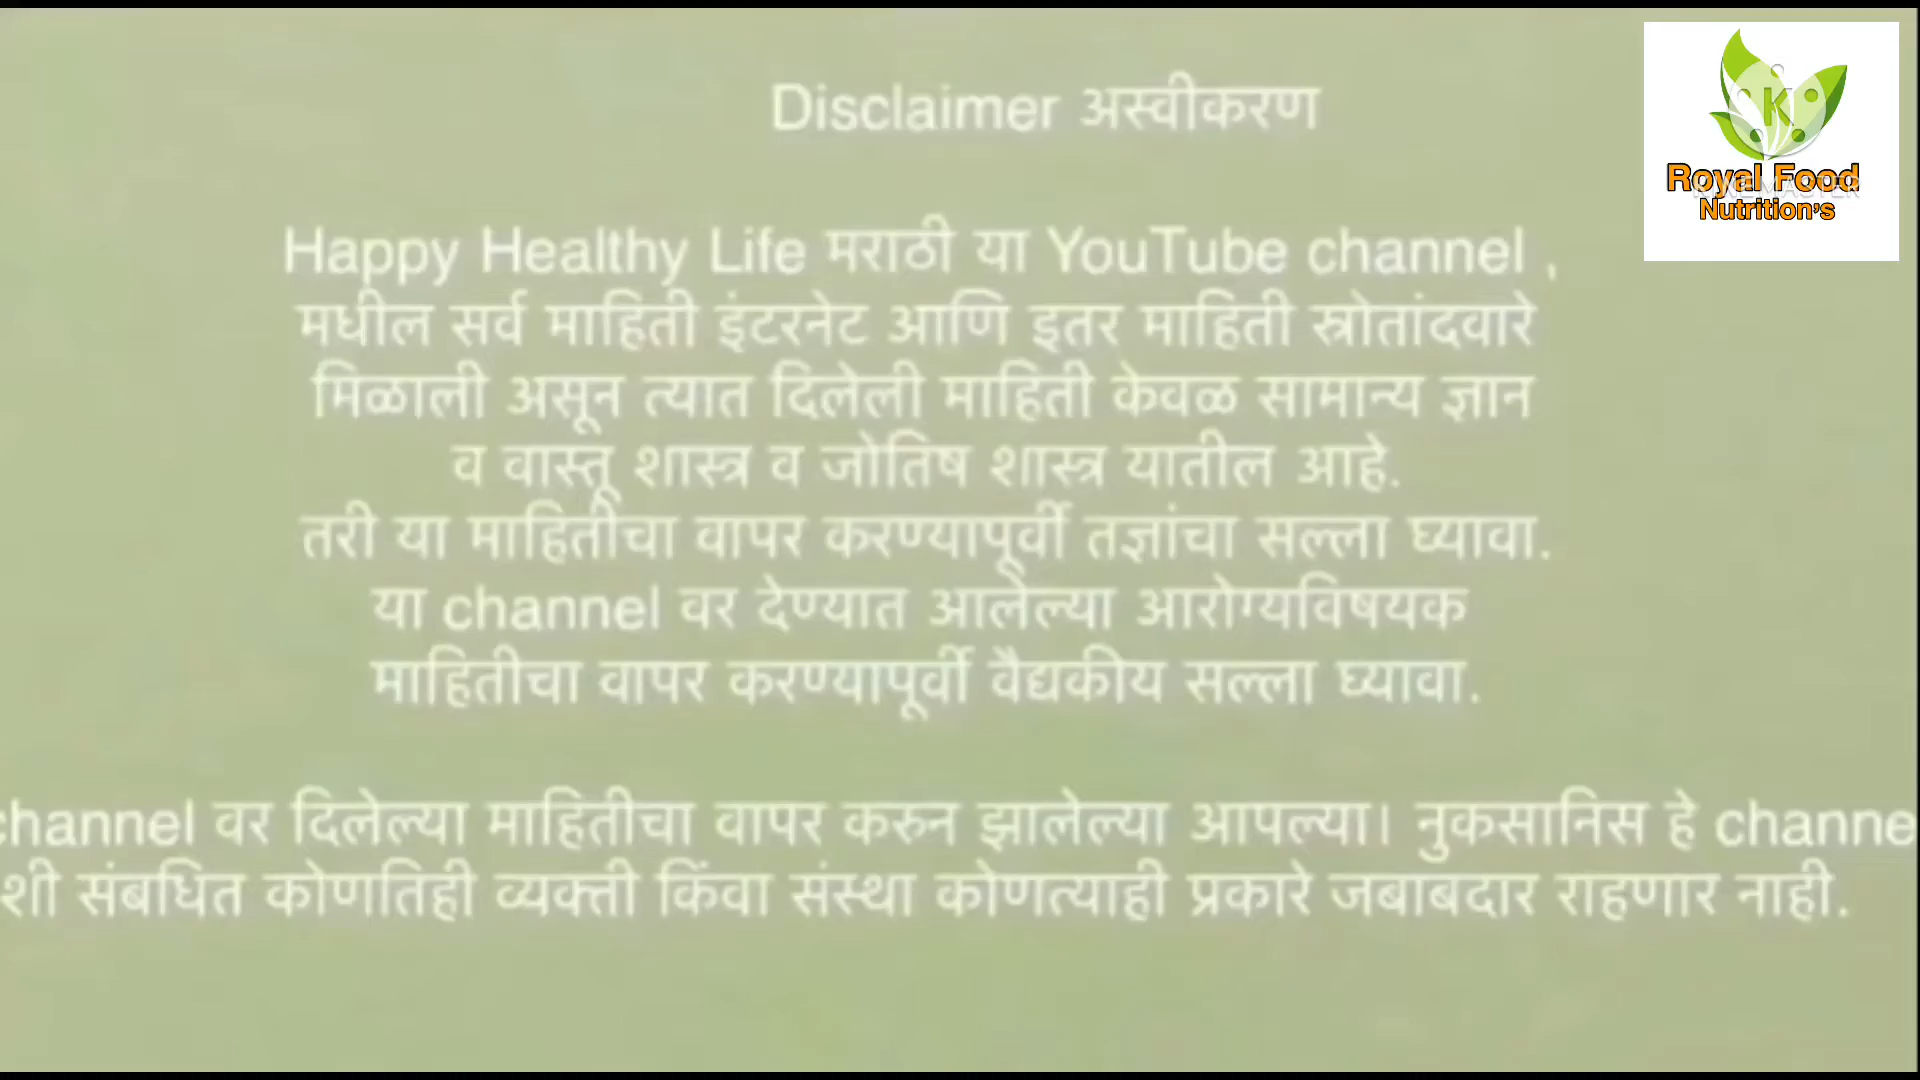 Disclaimer अस्वीकरण
Happy Healthy Life मराठी या YouTube channel ,
मधील सर्व माहिती इंटरनेट आणि इतर माहिती स्रोतांदवारे
मिळाली असून त्यात दिलेली माहिती केवळ सामान्य ज्ञान
व वास्तू शास्त्र व जोतिष शास्त्र यातील आहे.
तरी या माहितीचा वापर करण्यापूर्वी तज्ञांचा सल्ला घ्यावा.
या channel वर देण्यात आलेल्या आरोग्यविषयक
माहितीचा वापर करण्यापूर्वी वैद्यकीय सल्ला घ्यावा.
channel वर दिलेल्या माहितीचा वापर करुन झालेल्या आपल्या। नुकसानिस हे channe
शी संबधित कोणतिही व्यक्ती किंवा संस्था कोणत्याही प्रकारे जबाबदार राहणार नाही.
K
Royal Food
KINEMASTER
Nutrition's